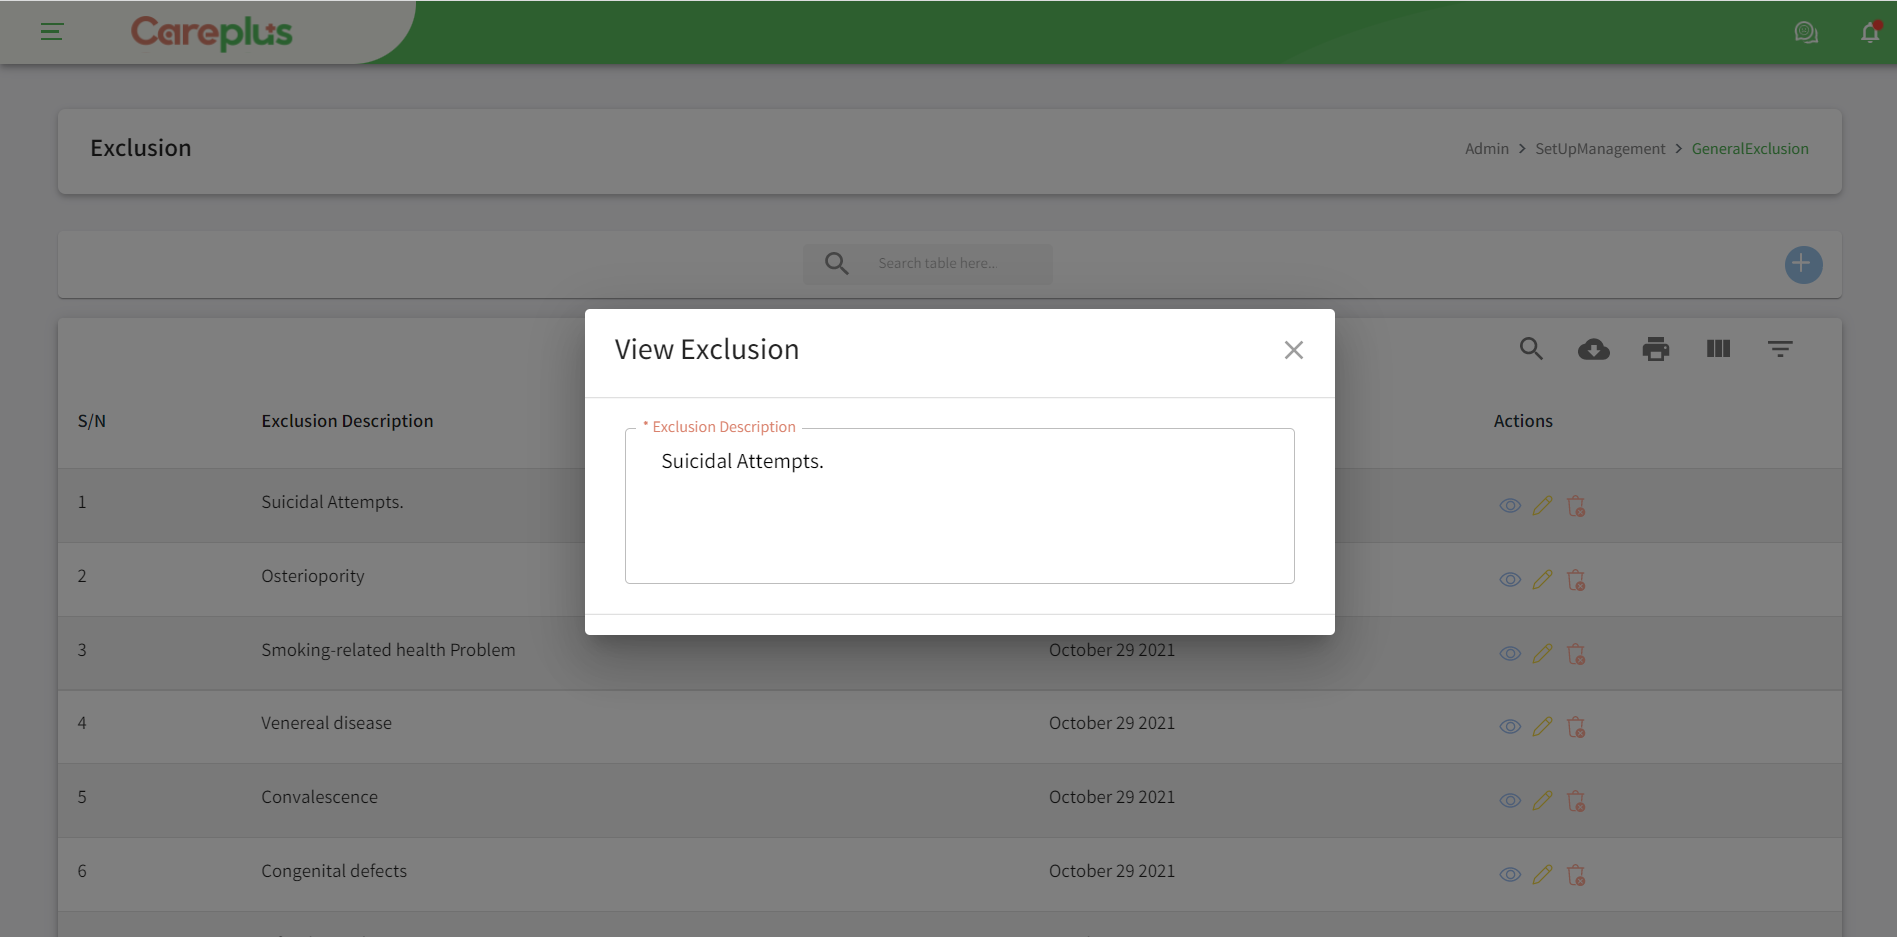 Careplus
Exclusion
Admin > SetUpManagement > GeneralExclusion
Search table here...
View Exclusion
* Exclusion Description
Suicidal Attempts.
S/N Exclusion Description Actions
1 Suicidal Attempts.
2 Osteriopority
3 Smoking-related health Problem October 29 2021
4 Venereal disease October 29 2021
5 Convalescence October 29 2021
6 Congenital defects October 29 2021